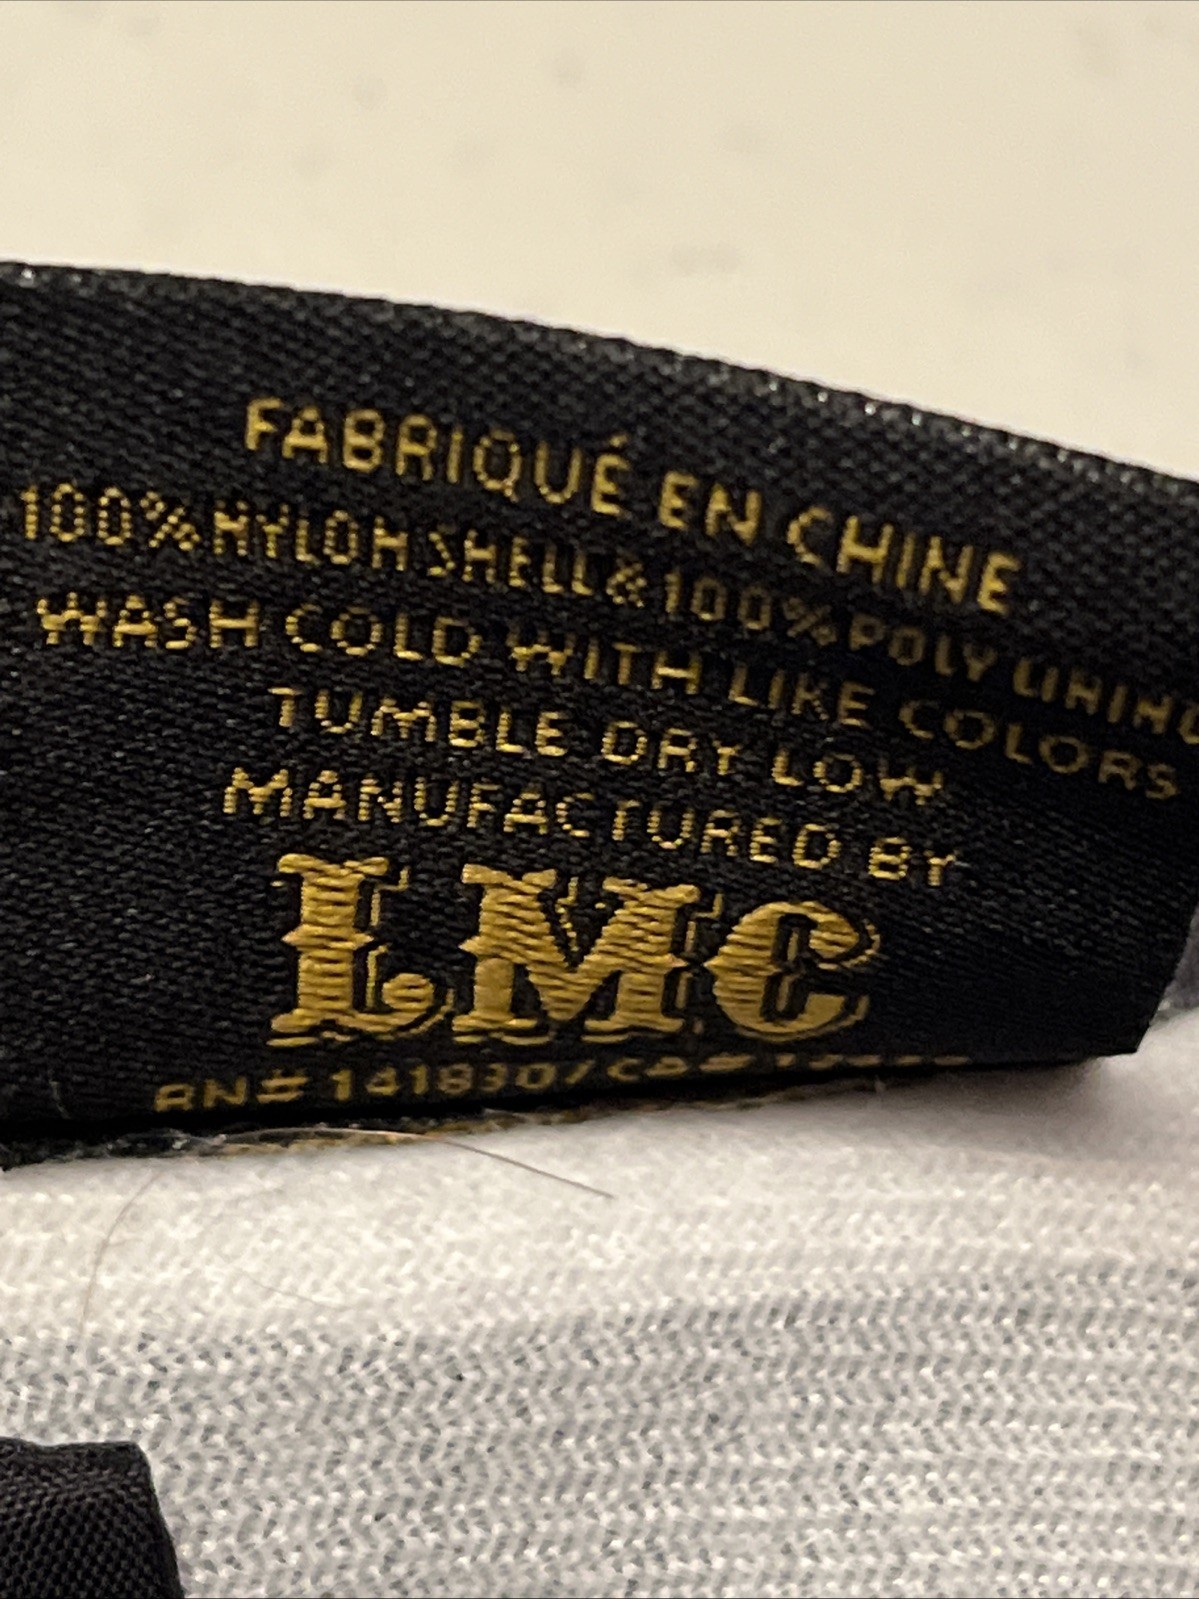 FABRIQUÉ EN CHINE
100% NYLON SHELL & 100% POLY LINING
WASH COLD WITH LIKE COLORS
TUMBLE DRY LOW
MANUFACTURED BY
LMC
RN# 141830 / CA#